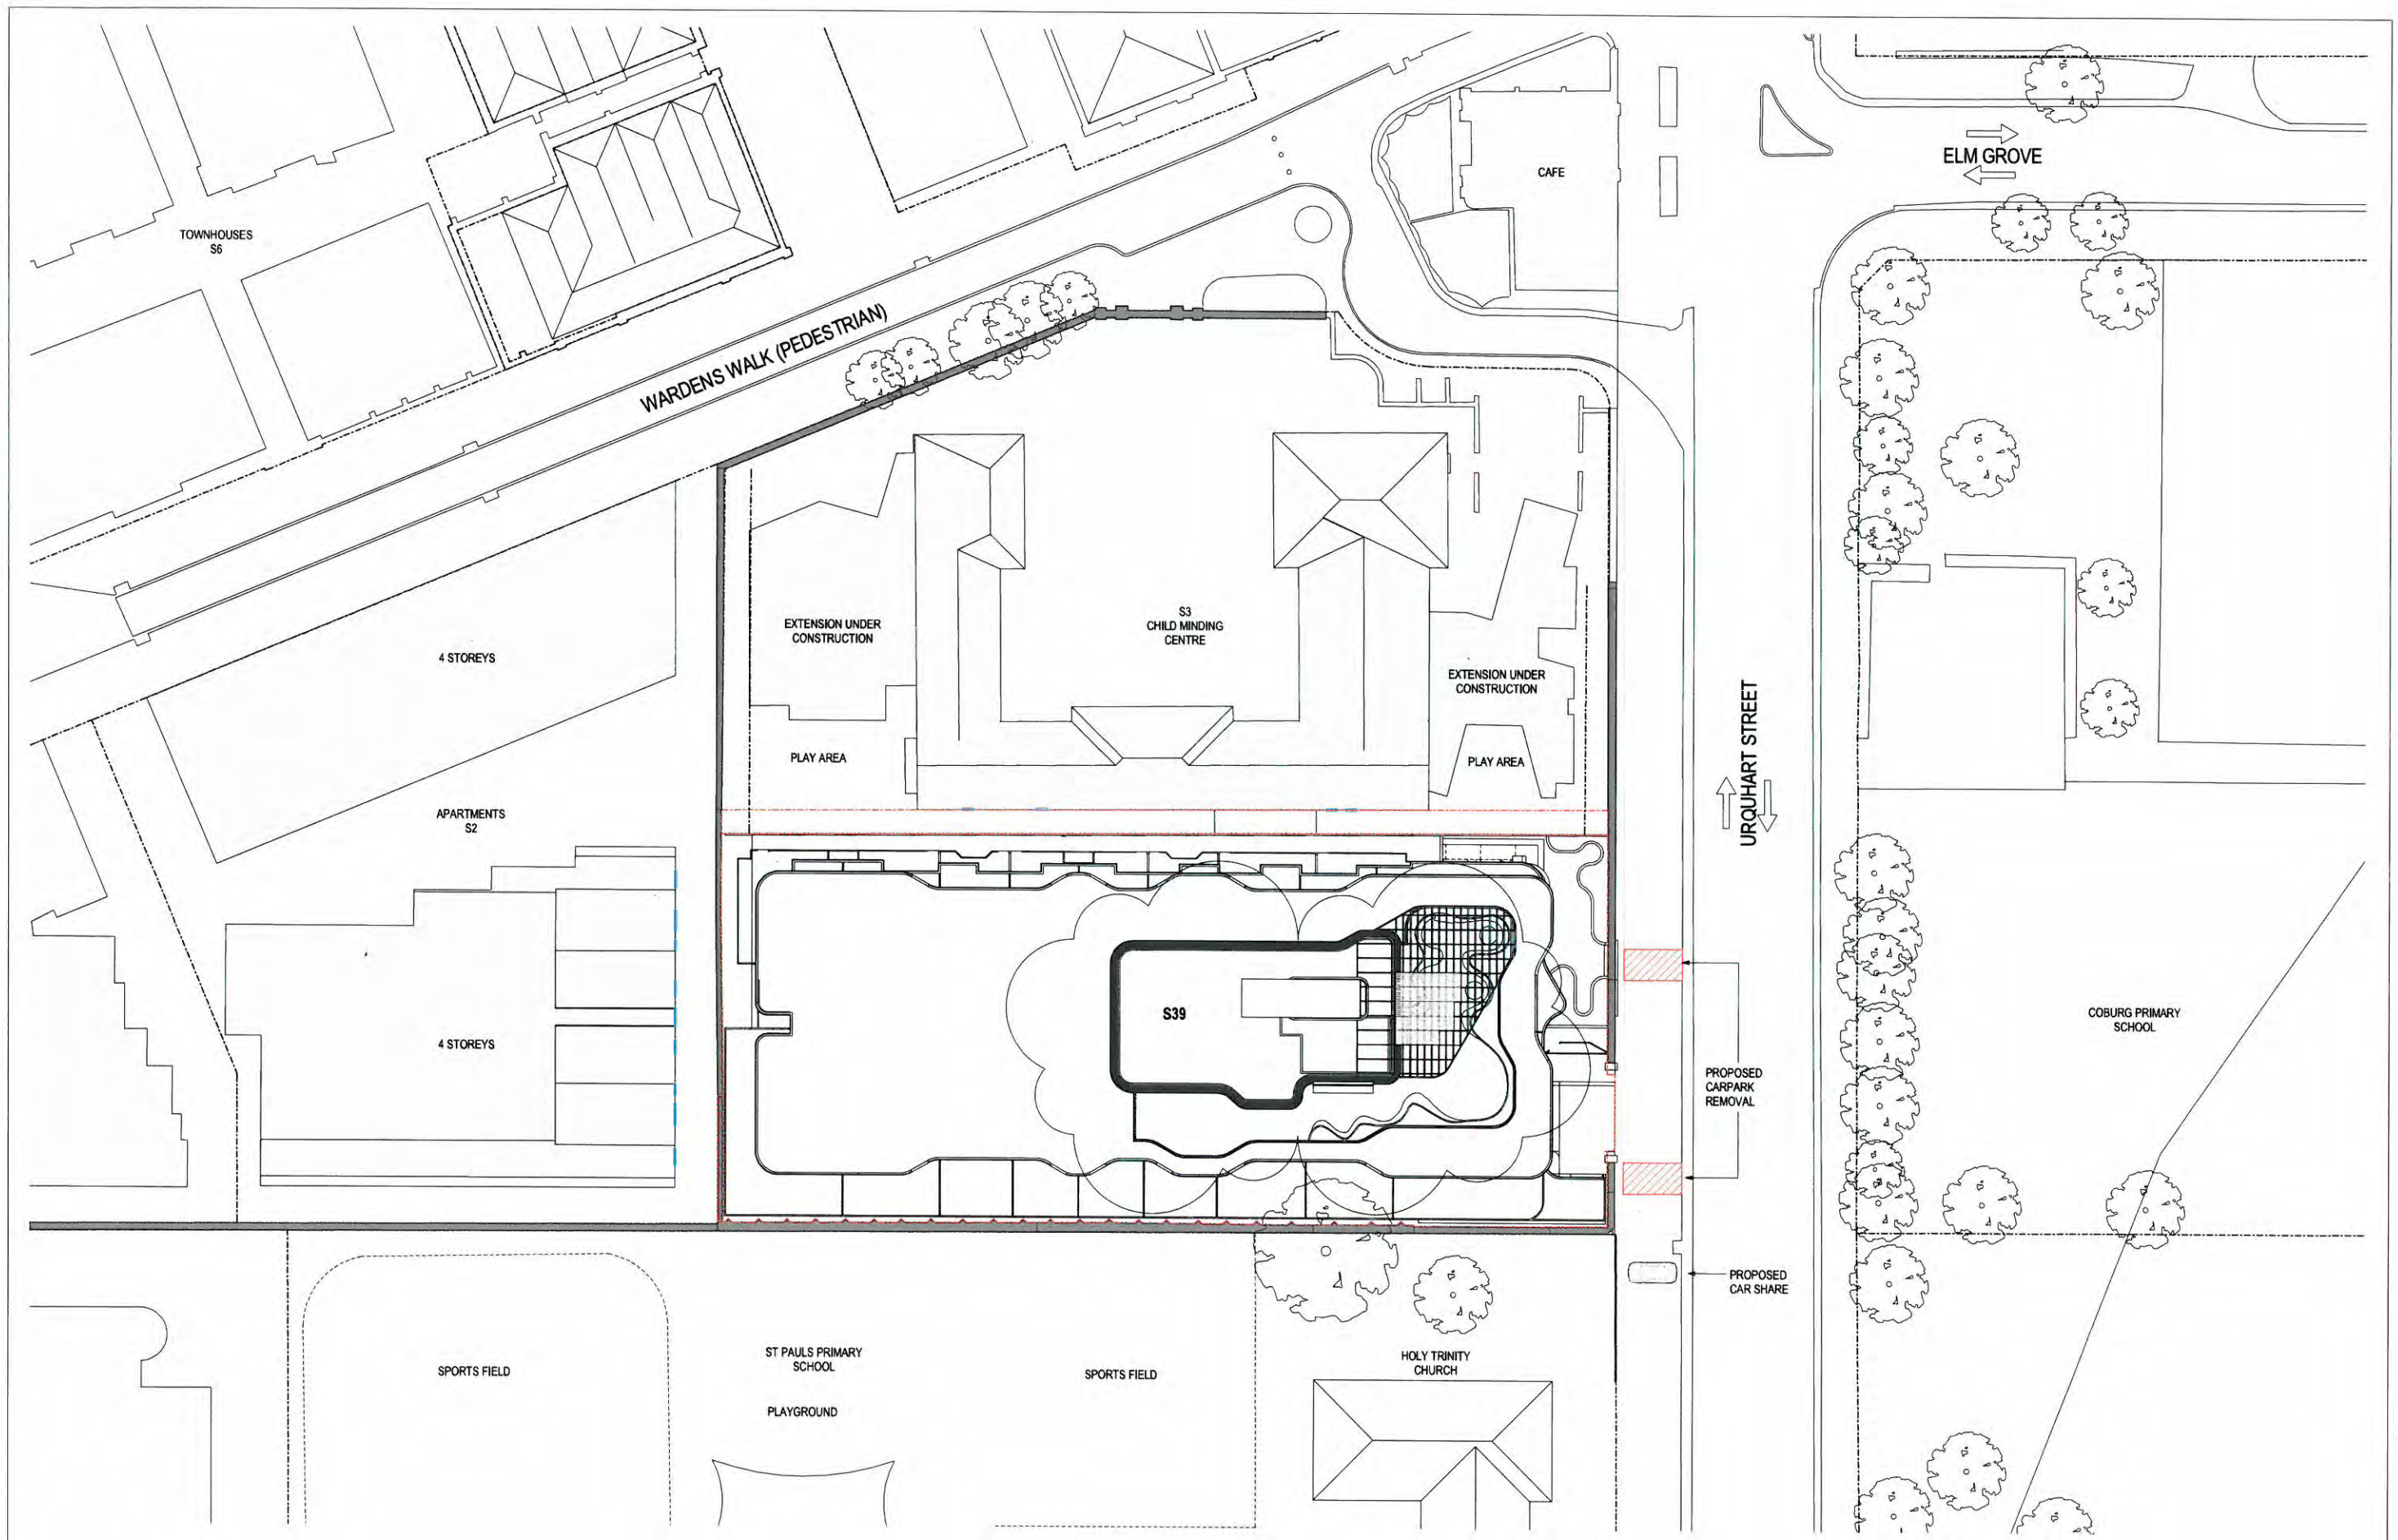 ELM GROVE
CAFE
TOWNHOUSES
S6
WARDENS WALK (PEDESTRIAN)
EXTENSION UNDER
CONSTRUCTION
S3
CHILD MINDING
CENTRE
4 STOREYS
EXTENSION UNDER
CONSTRUCTION
PLAY AREA
PLAY AREA
URQUHART STREET
APARTMENTS
S2
S39
4 STOREYS
COBURG PRIMARY
SCHOOL
PROPOSED
CARPARK
REMOVAL
PROPOSED
CAR SHARE
SPORTS FIELD
ST PAULS PRIMARY
SCHOOL
PLAYGROUND
SPORTS FIELD
HOLY TRINITY
CHURCH